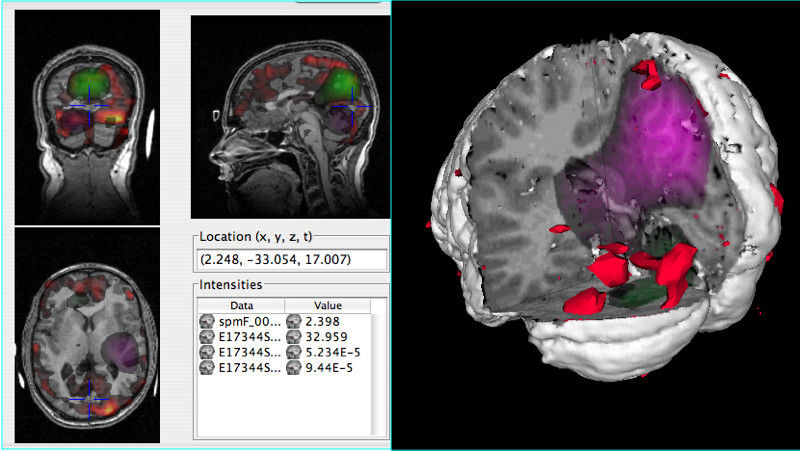 Location (x, y, z, t)
(2.248, -33.054, 17.007)
Intensities
Data Value
spmF_00... 2.398
E17344S... 32.959
E17344S... 5.234E-5
E17344S... 9.44E-5